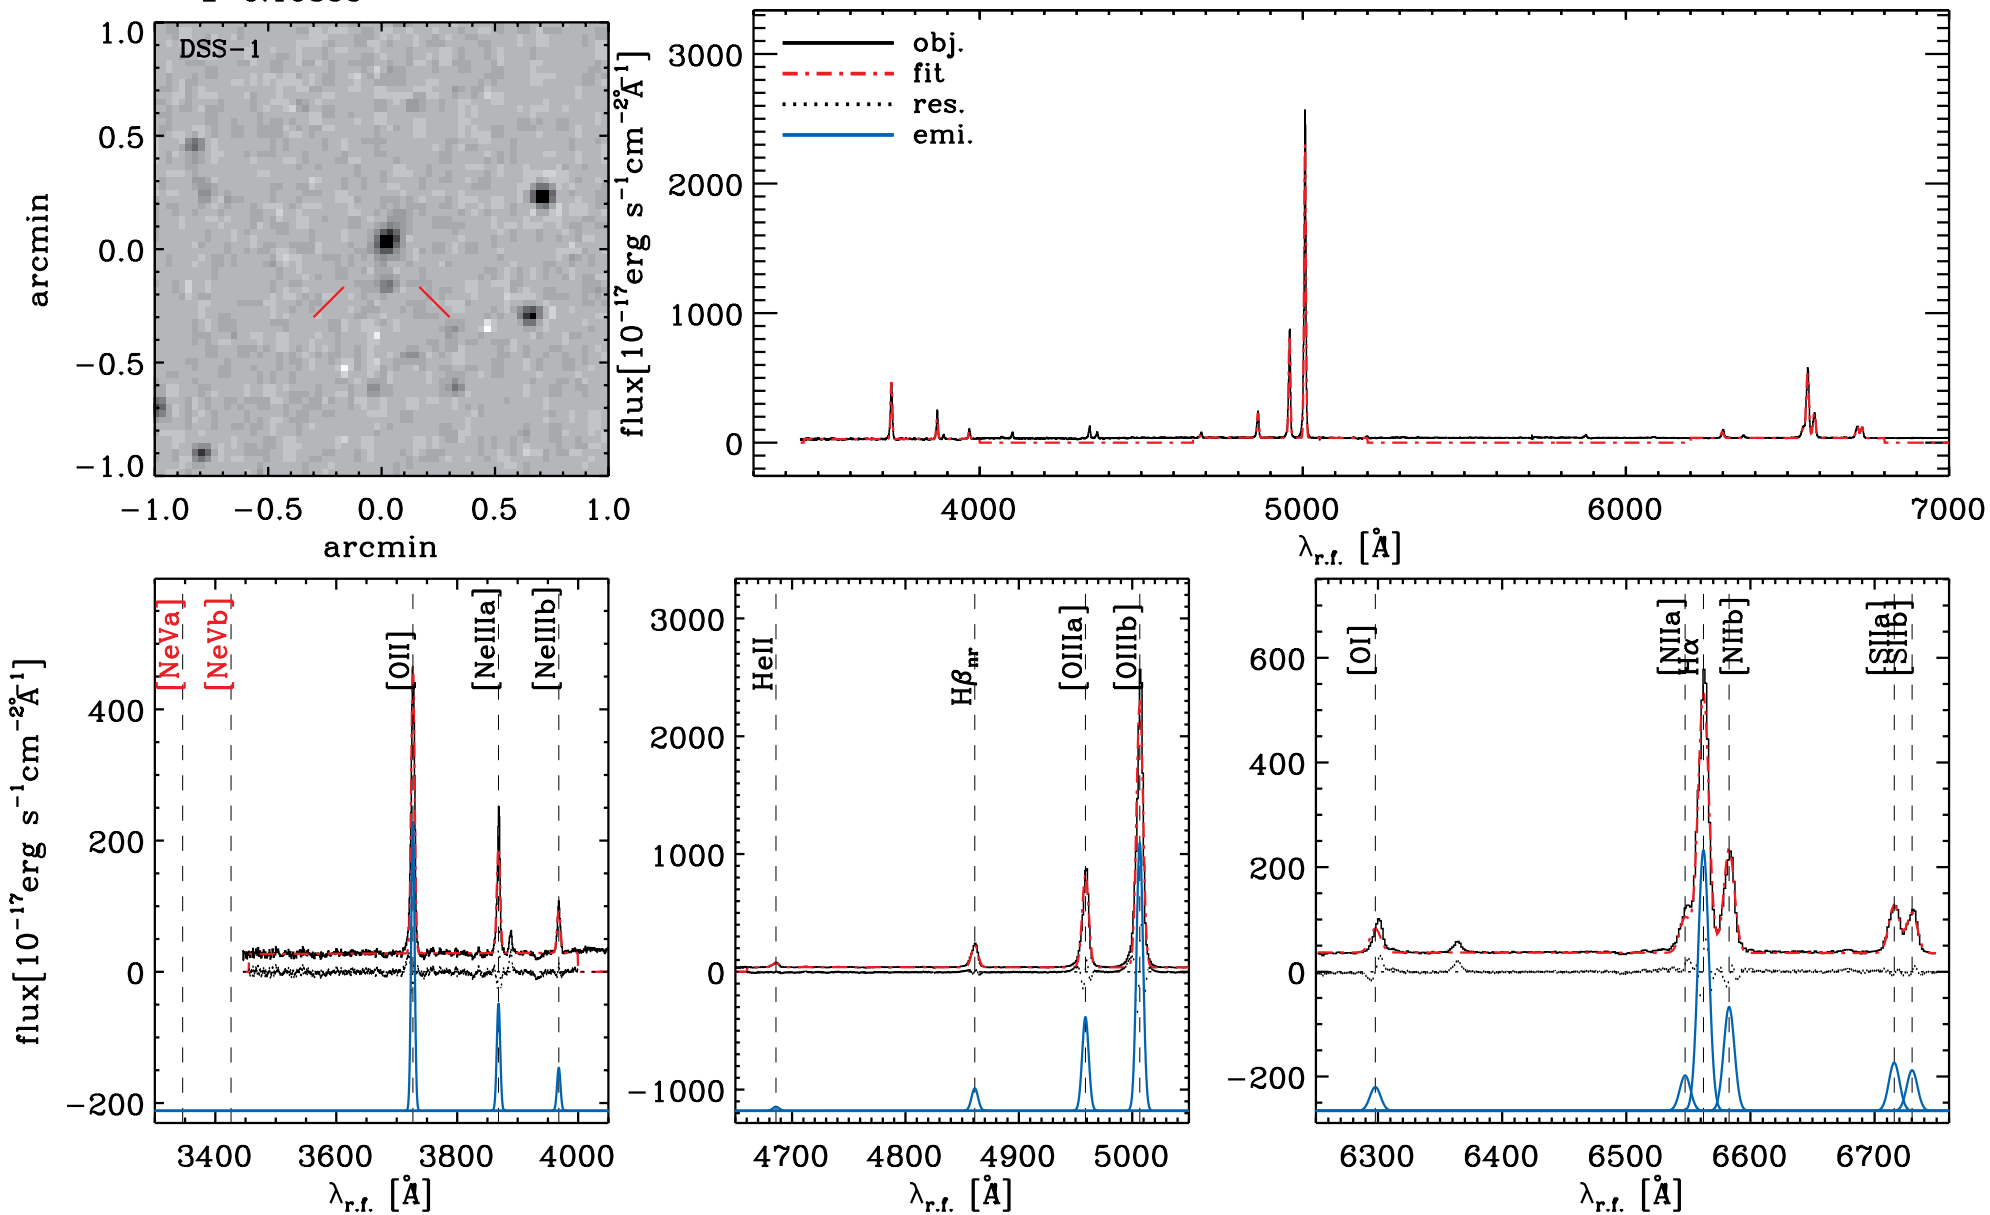 DSS-1
1.0
0.5
0.0
−0.5
−1.0
arcmin
−1.0 −0.5 0.0 0.5 1.0
arcmin
flux[10⁻¹⁷erg s⁻¹cm⁻²Å⁻¹]
3000
2000
1000
0
obj.
fit
res.
emi.
4000 5000 6000 7000
λr.f. [Å]
flux[10⁻¹⁷erg s⁻¹cm⁻²Å⁻¹]
400
200
0
−200
[NeVa]
[NeVb]
[OII]
[NeIIIa]
[NeIIIb]
3400 3600 3800 4000
λr.f. [Å]
3000
2000
1000
0
−1000
HeII
Hβnr
[OIIIa]
[OIIIb]
4700 4800 4900 5000
λr.f. [Å]
600
400
200
0
−200
[OI]
[NIIa]
Hα
[NIIb]
[SIIa]
[SIIb]
6300 6400 6500 6600 6700
λr.f. [Å]